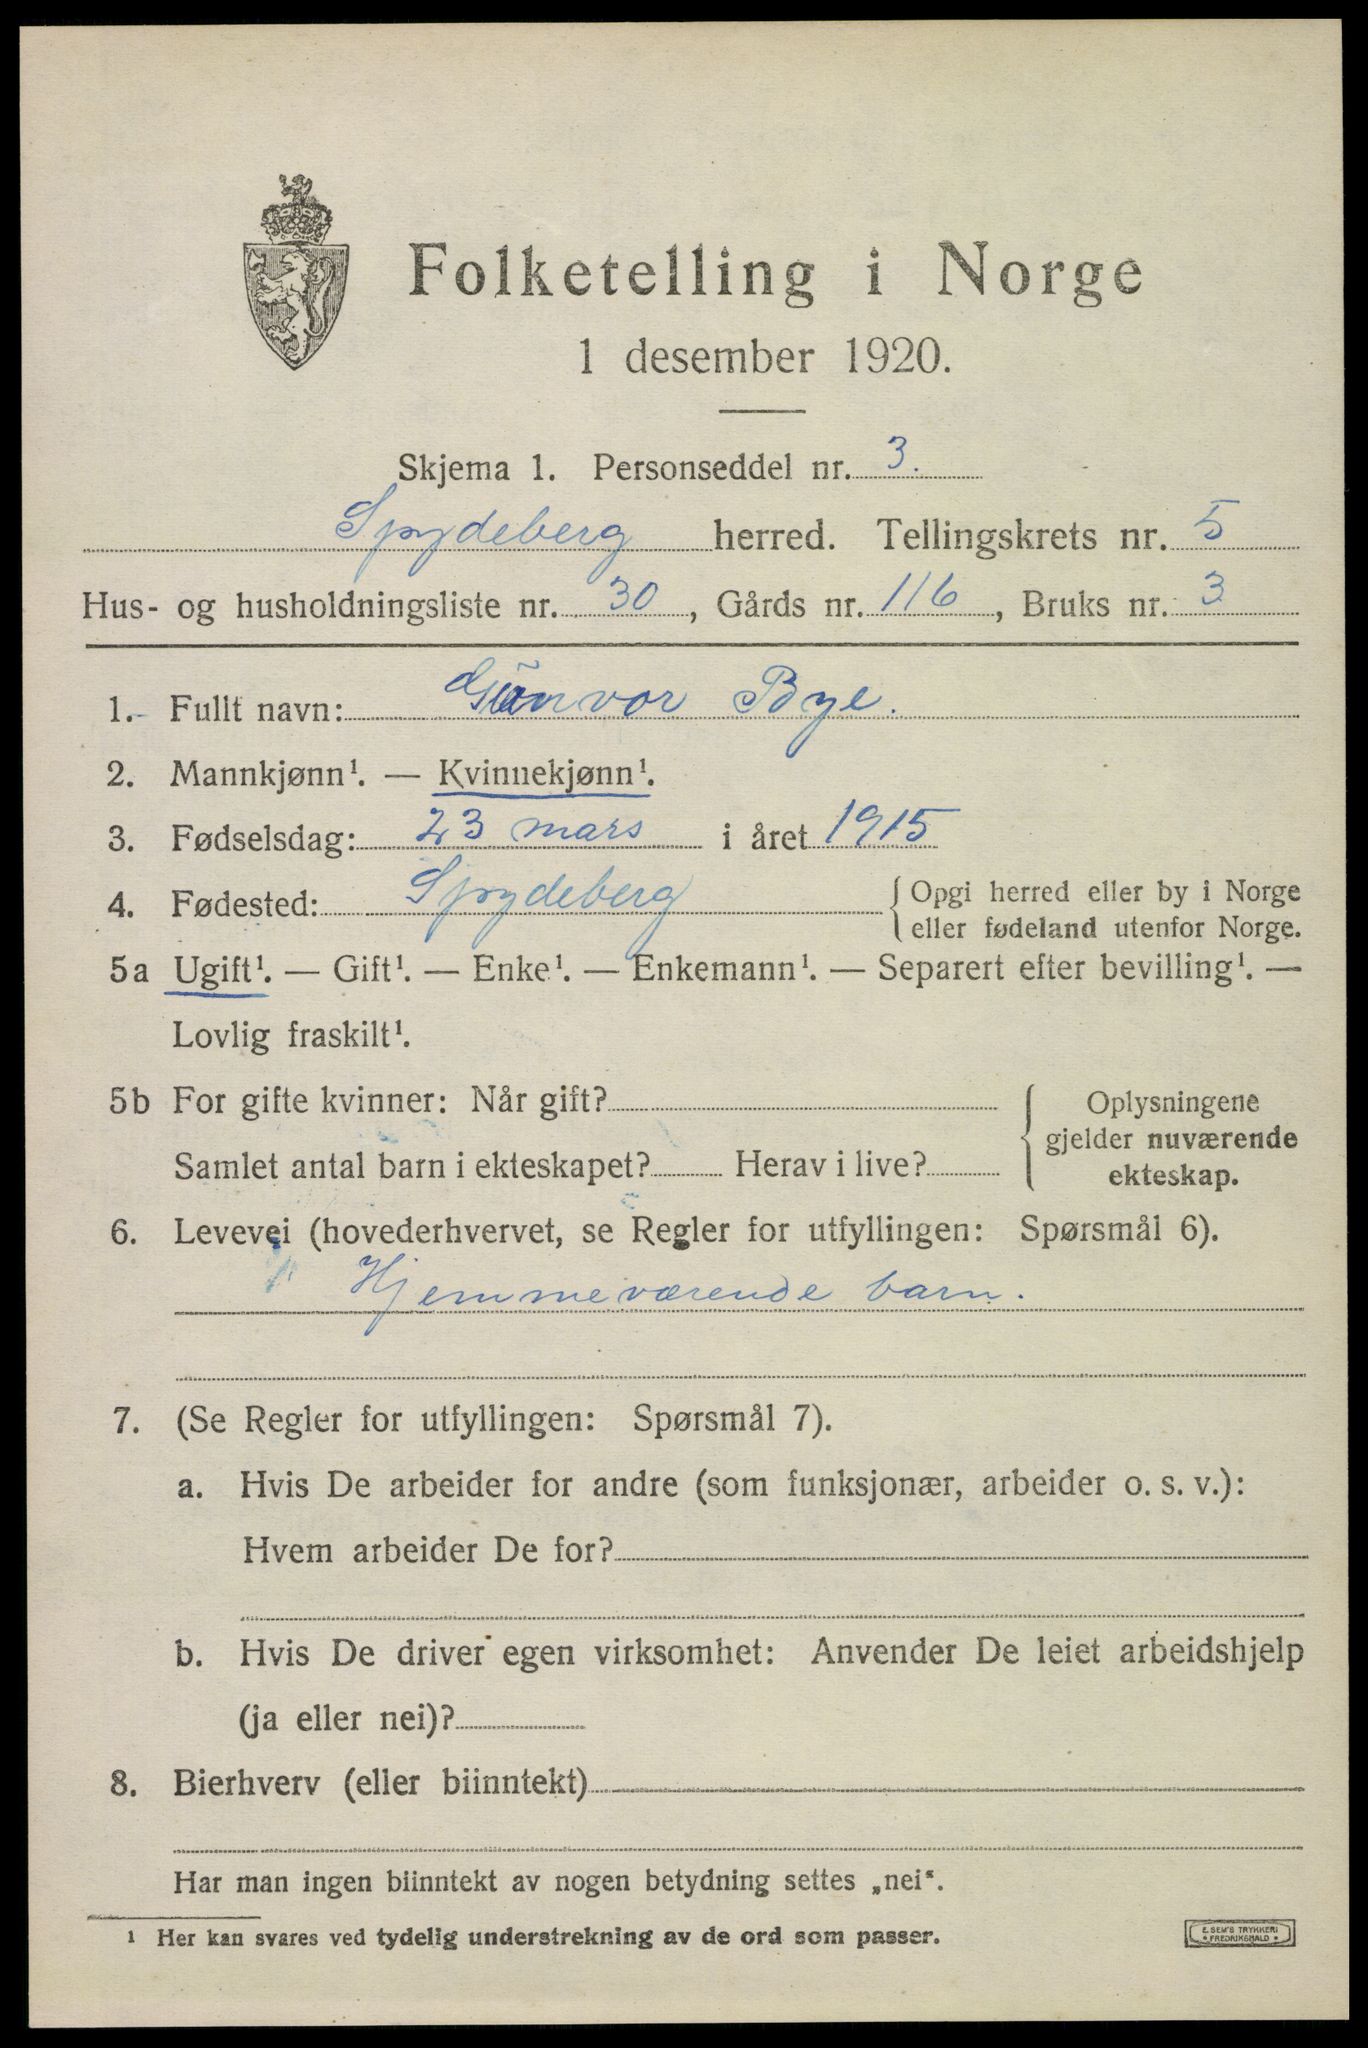 Folketelling i Norge
1 desember 1920.
Skjema 1. Personseddel nr. 3.
Spydeberg herred. Tellingskrets nr. 5
Hus- og husholdningsliste nr. 30, Gårds nr. 116, Bruks nr. 3
1. Fullt navn: Gunvor Bye.
2. Mannkjønn¹. — Kvinnekjønn¹.
3. Fødselsdag: 23 mars i året 1915
4. Fødested: Spydeberg { Opgi herred eller by i Norge
eller fødeland utenfor Norge.
5a Ugift¹. — Gift¹. — Enke¹. — Enkemann¹. — Separert efter bevilling¹. —
Lovlig fraskilt¹.
5b For gifte kvinner: Når gift?
Samlet antal barn i ekteskapet? Herav i live?
{ Oplysningene
gjelder nuværende
ekteskap.
6. Levevei (hovederhvervet, se Regler for utfyllingen: Spørsmål 6).
Hjemmeværende barn.
7. (Se Regler for utfyllingen: Spørsmål 7).
a. Hvis De arbeider for andre (som funksjonær, arbeider o. s. v.):
Hvem arbeider De for?
b. Hvis De driver egen virksomhet: Anvender De leiet arbeidshjelp
(ja eller nei)?
8. Bierhverv (eller biinntekt)
Har man ingen biinntekt av nogen betydning settes „nei".
¹ Her kan svares ved tydelig understrekning av de ord som passer.
E. SEM'S TRYKKERI
• FREDRIKSHALD •